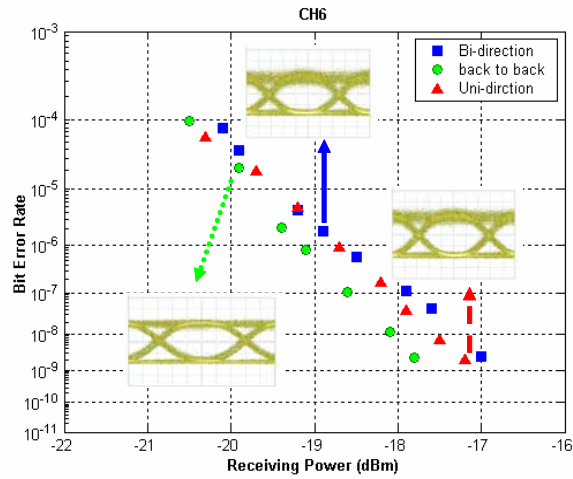 CH6
Bi-direction
back to back
Uni-dirction
Bit Error Rate
10-3
10-4
10-5
10-6
10-7
10-8
10-9
10-10
10-11
-22 -21 -20 -19 -18 -17 -16
Receiving Power (dBm)